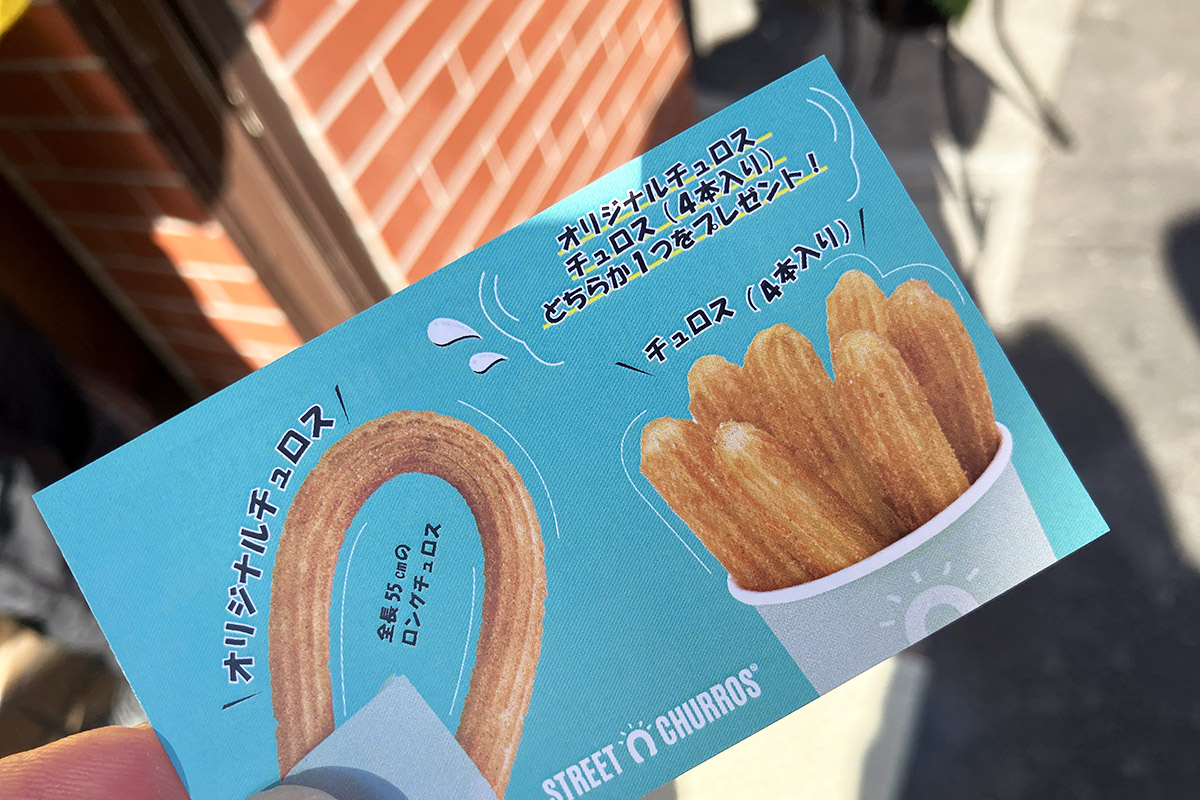 オリジナルチュロス
チュロス（4本入り）
どちらか1つをプレゼント！
チュロス（4本入り）
オリジナルチュロス
全長55cmの
ロングチュロス
STREET CHURROS®